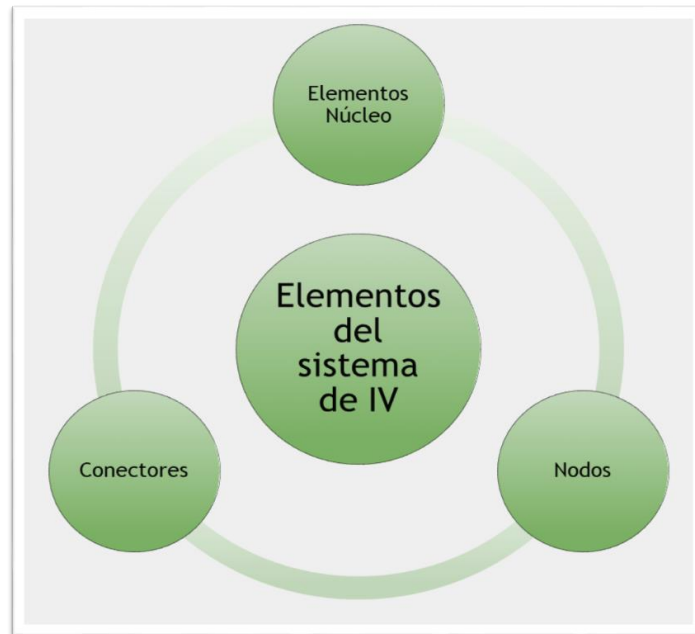 Elementos
Núcleo
Elementos
del
sistema
de IV
Conectores
Nodos